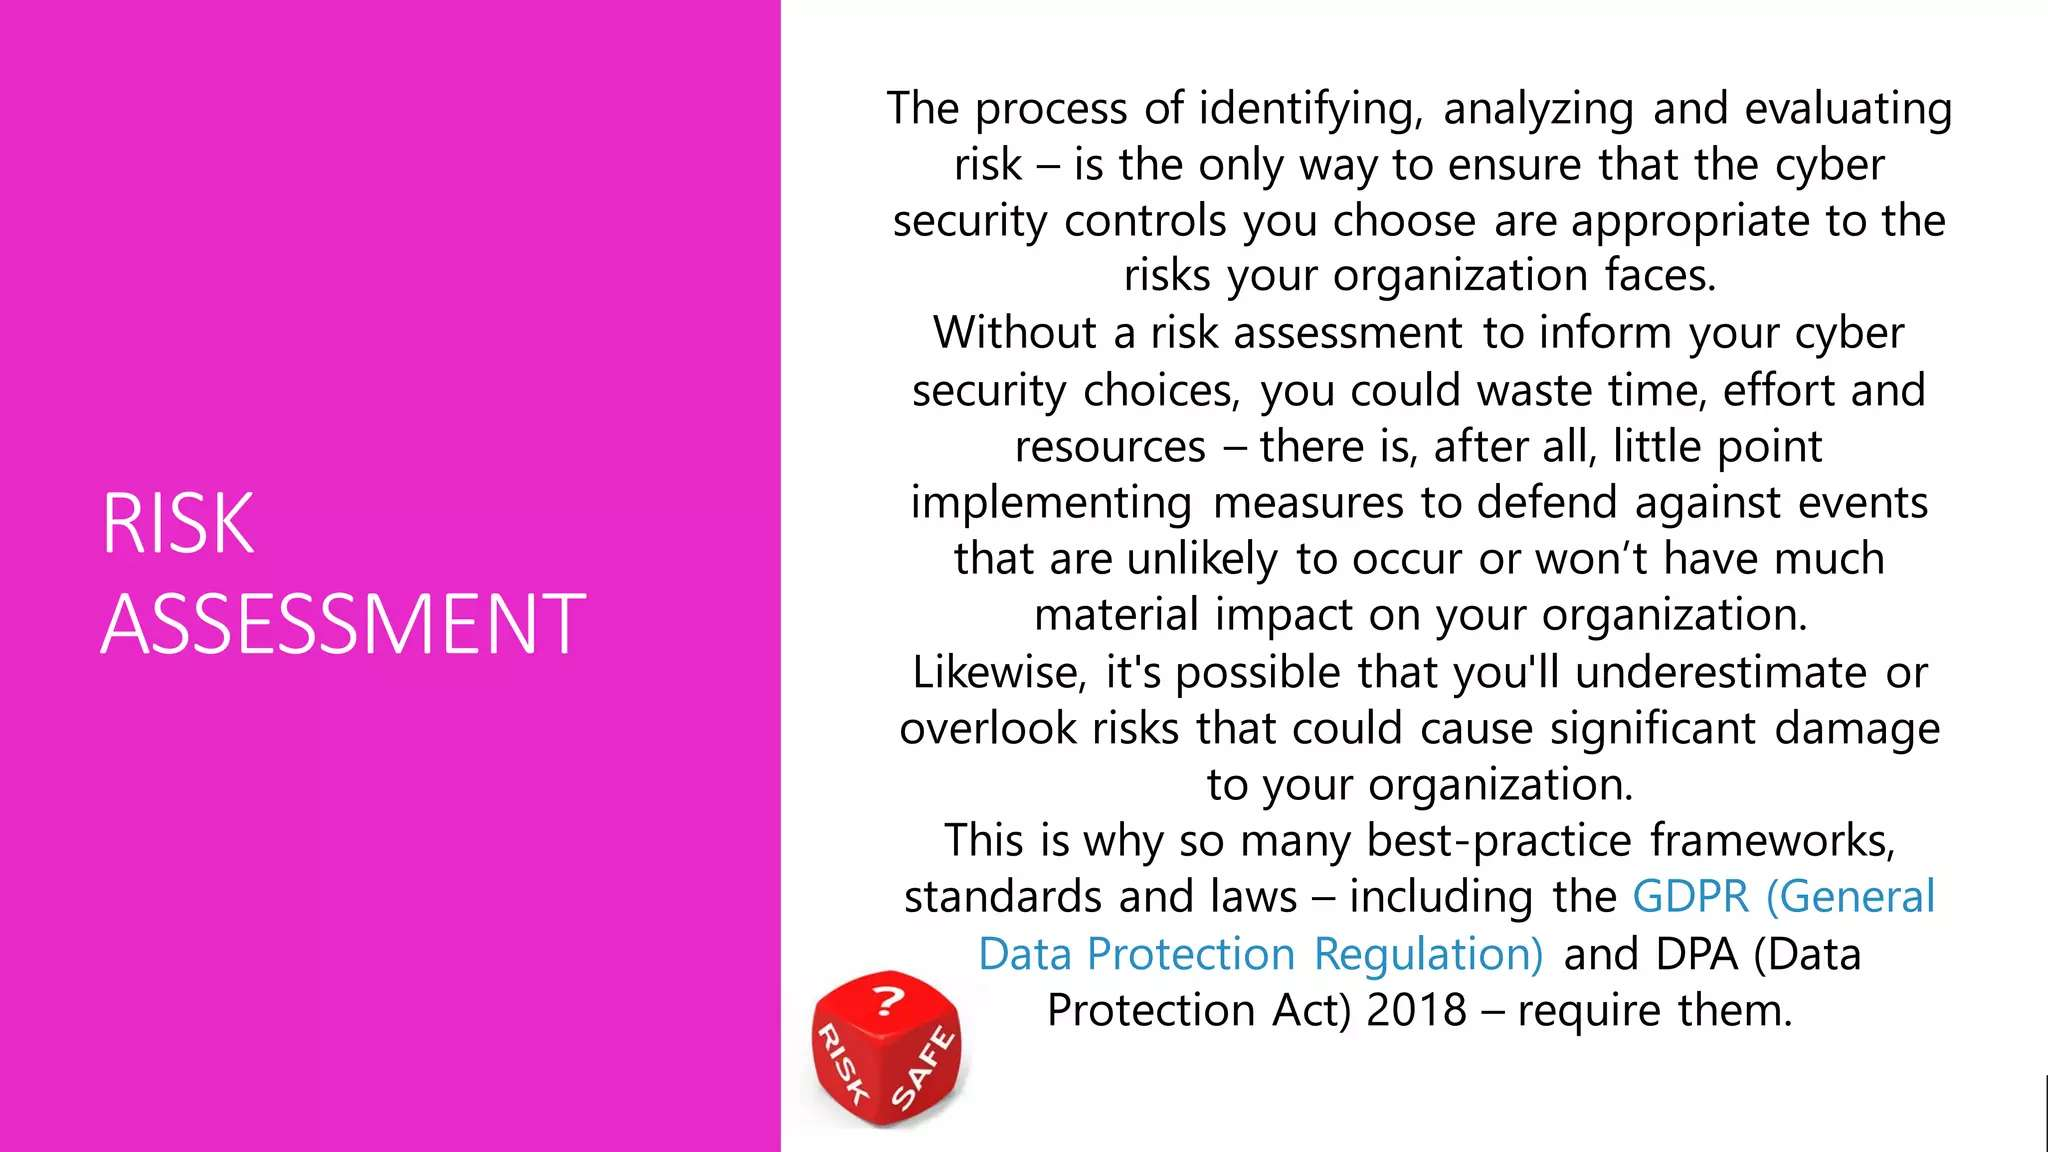 RISK
ASSESSMENT
The process of identifying, analyzing and evaluating
risk – is the only way to ensure that the cyber
security controls you choose are appropriate to the
risks your organization faces.
Without a risk assessment to inform your cyber
security choices, you could waste time, effort and
resources – there is, after all, little point
implementing measures to defend against events
that are unlikely to occur or won’t have much
material impact on your organization.
Likewise, it's possible that you'll underestimate or
overlook risks that could cause significant damage
to your organization.
This is why so many best-practice frameworks,
standards and laws – including the GDPR (General
Data Protection Regulation) and DPA (Data
Protection Act) 2018 – require them.
?
RISK
SAFE